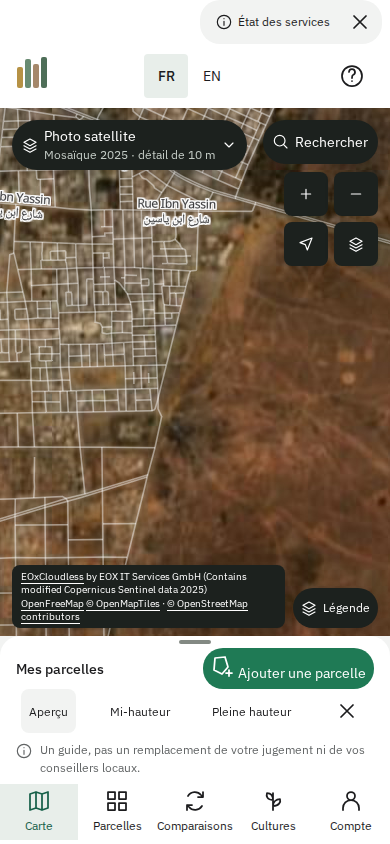 État des services
FR
EN
Photo satellite
Mosaïque 2025 · détail de 10 m
Rechercher
Ibn Yassin
Rue Ibn Yassin
شارع ابن ياسين
+
−
EOxCloudless by EOX IT Services GmbH (Contains
modified Copernicus Sentinel data 2025)
OpenFreeMap © OpenMapTiles · © OpenStreetMap
contributors
Légende
Mes parcelles
Ajouter une parcelle
Aperçu
Mi-hauteur
Pleine hauteur
Un guide, pas un remplacement de votre jugement ni de vos
conseillers locaux.
Carte
Parcelles
Comparaisons
Cultures
Compte